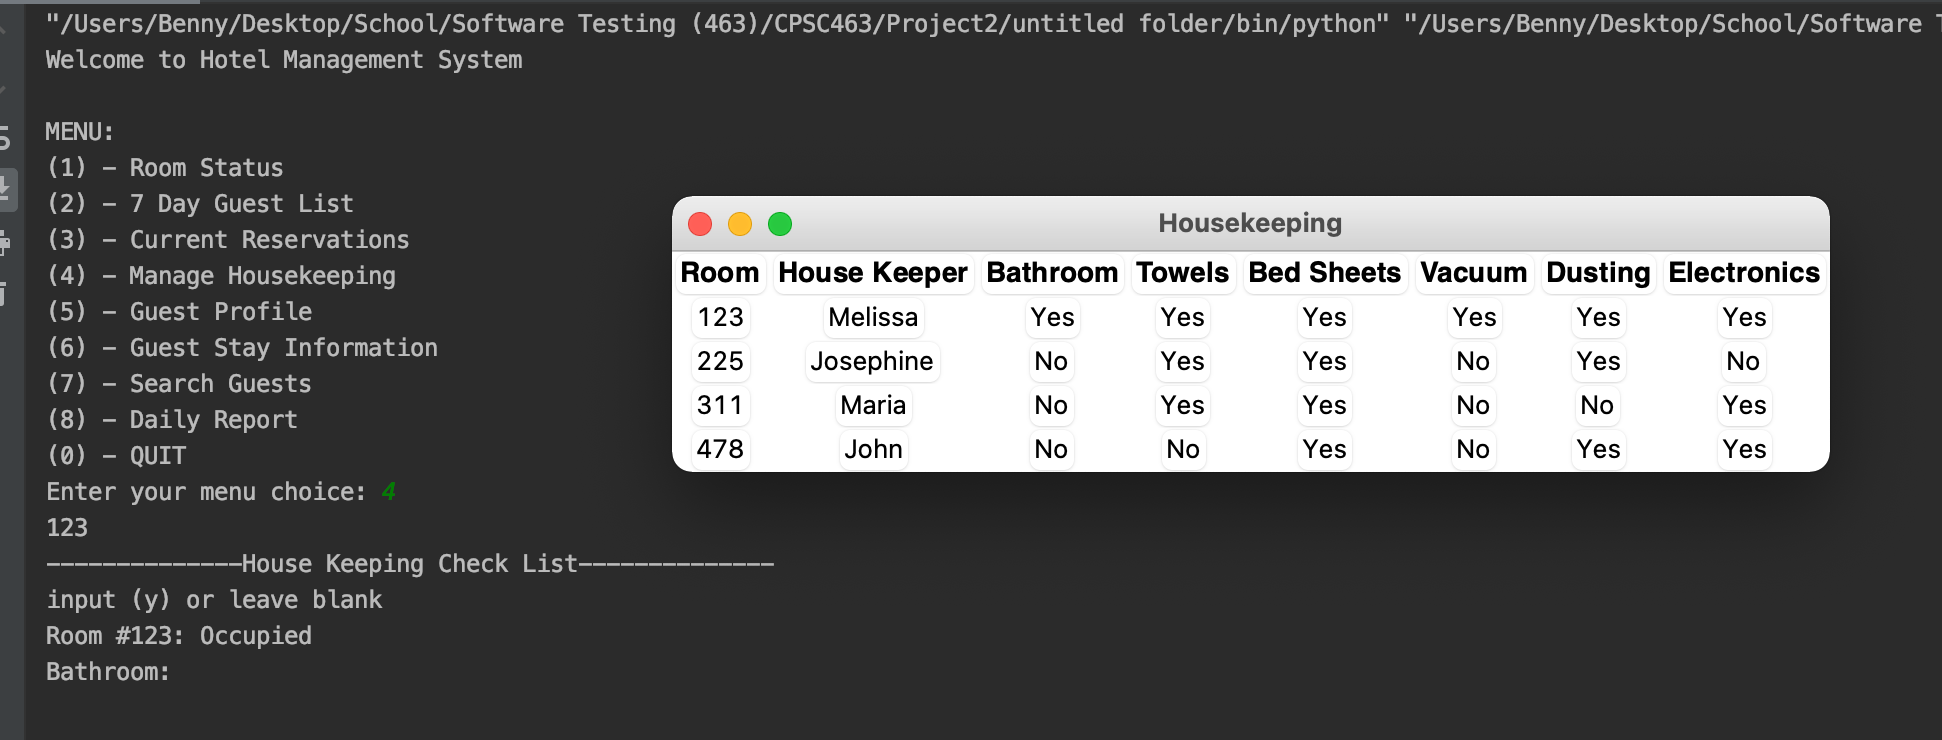 "/Users/Benny/Desktop/School/Software Testing (463)/CPSC463/Project2/untitled folder/bin/python" "/Users/Benny/Desktop/School/Software
Welcome to Hotel Management System
MENU:
(1) - Room Status
(2) - 7 Day Guest List
(3) - Current Reservations
(4) - Manage Housekeeping
(5) - Guest Profile
(6) - Guest Stay Information
(7) - Search Guests
(8) - Daily Report
(0) - QUIT
Enter your menu choice: 4
123
--------------House Keeping Check List--------------
input (y) or leave blank
Room #123: Occupied
Bathroom:
Housekeeping
Room House Keeper Bathroom Towels Bed Sheets Vacuum Dusting Electronics
123 Melissa Yes Yes Yes Yes Yes Yes
225 Josephine No Yes Yes No Yes No
311 Maria No Yes Yes No No Yes
478 John No No Yes No Yes Yes